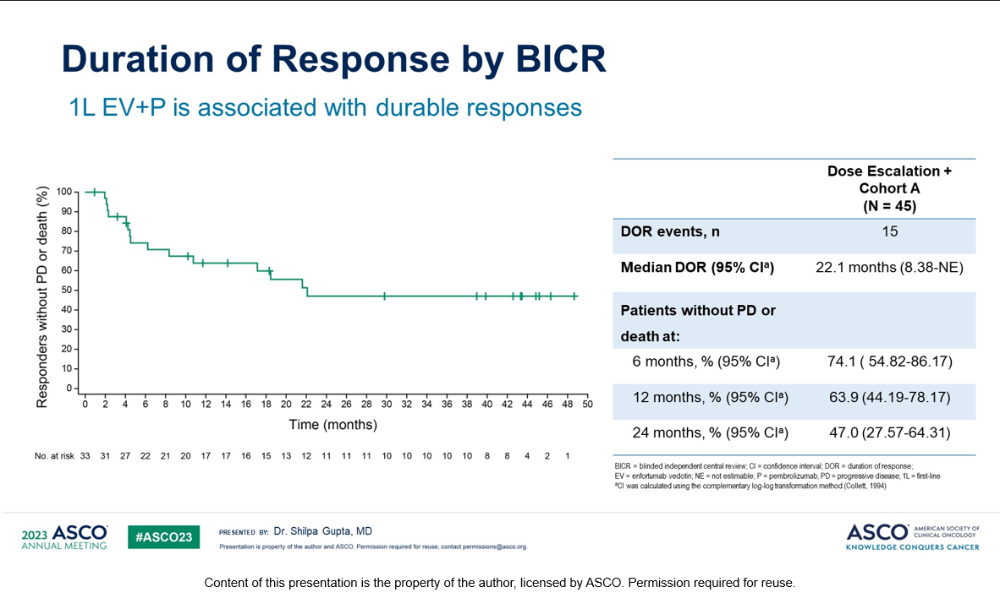 Duration of Response by BICR
1L EV+P is associated with durable responses
Responders without PD or death (%)
100
90
80
70
60
50
40
30
20
10
0
0 2 4 6 8 10 12 14 16 18 20 22 24 26 28 30 32 34 36 38 40 42 44 46 48 50
Time (months)
No. at risk 33 31 27 22 21 20 17 17 16 15 13 12 11 11 11 10 10 10 10 10 8 8 4 2 1
Dose Escalation +
Cohort A
(N = 45)
DOR events, n 15
Median DOR (95% CIᵃ) 22.1 months (8.38-NE)
Patients without PD or
death at:
6 months, % (95% CIᵃ) 74.1 ( 54.82-86.17)
12 months, % (95% CIᵃ) 63.9 (44.19-78.17)
24 months, % (95% CIᵃ) 47.0 (27.57-64.31)
BICR = blinded independent central review; CI = confidence interval; DOR = duration of response;
EV = enfortumab vedotin; NE = not estimable; P = pembrolizumab, PD = progressive disease; 1L = first-line
ᵃCI was calculated using the complementary log-log transformation method (Collett, 1994)
2023 ASCO®
ANNUAL MEETING
#ASCO23
PRESENTED BY: Dr. Shilpa Gupta, MD
Presentation is property of the author and ASCO. Permission required for reuse; contact permissions@asco.org.
ASCO® AMERICAN SOCIETY OF
CLINICAL ONCOLOGY
KNOWLEDGE CONQUERS CANCER
Content of this presentation is the property of the author, licensed by ASCO. Permission required for reuse.